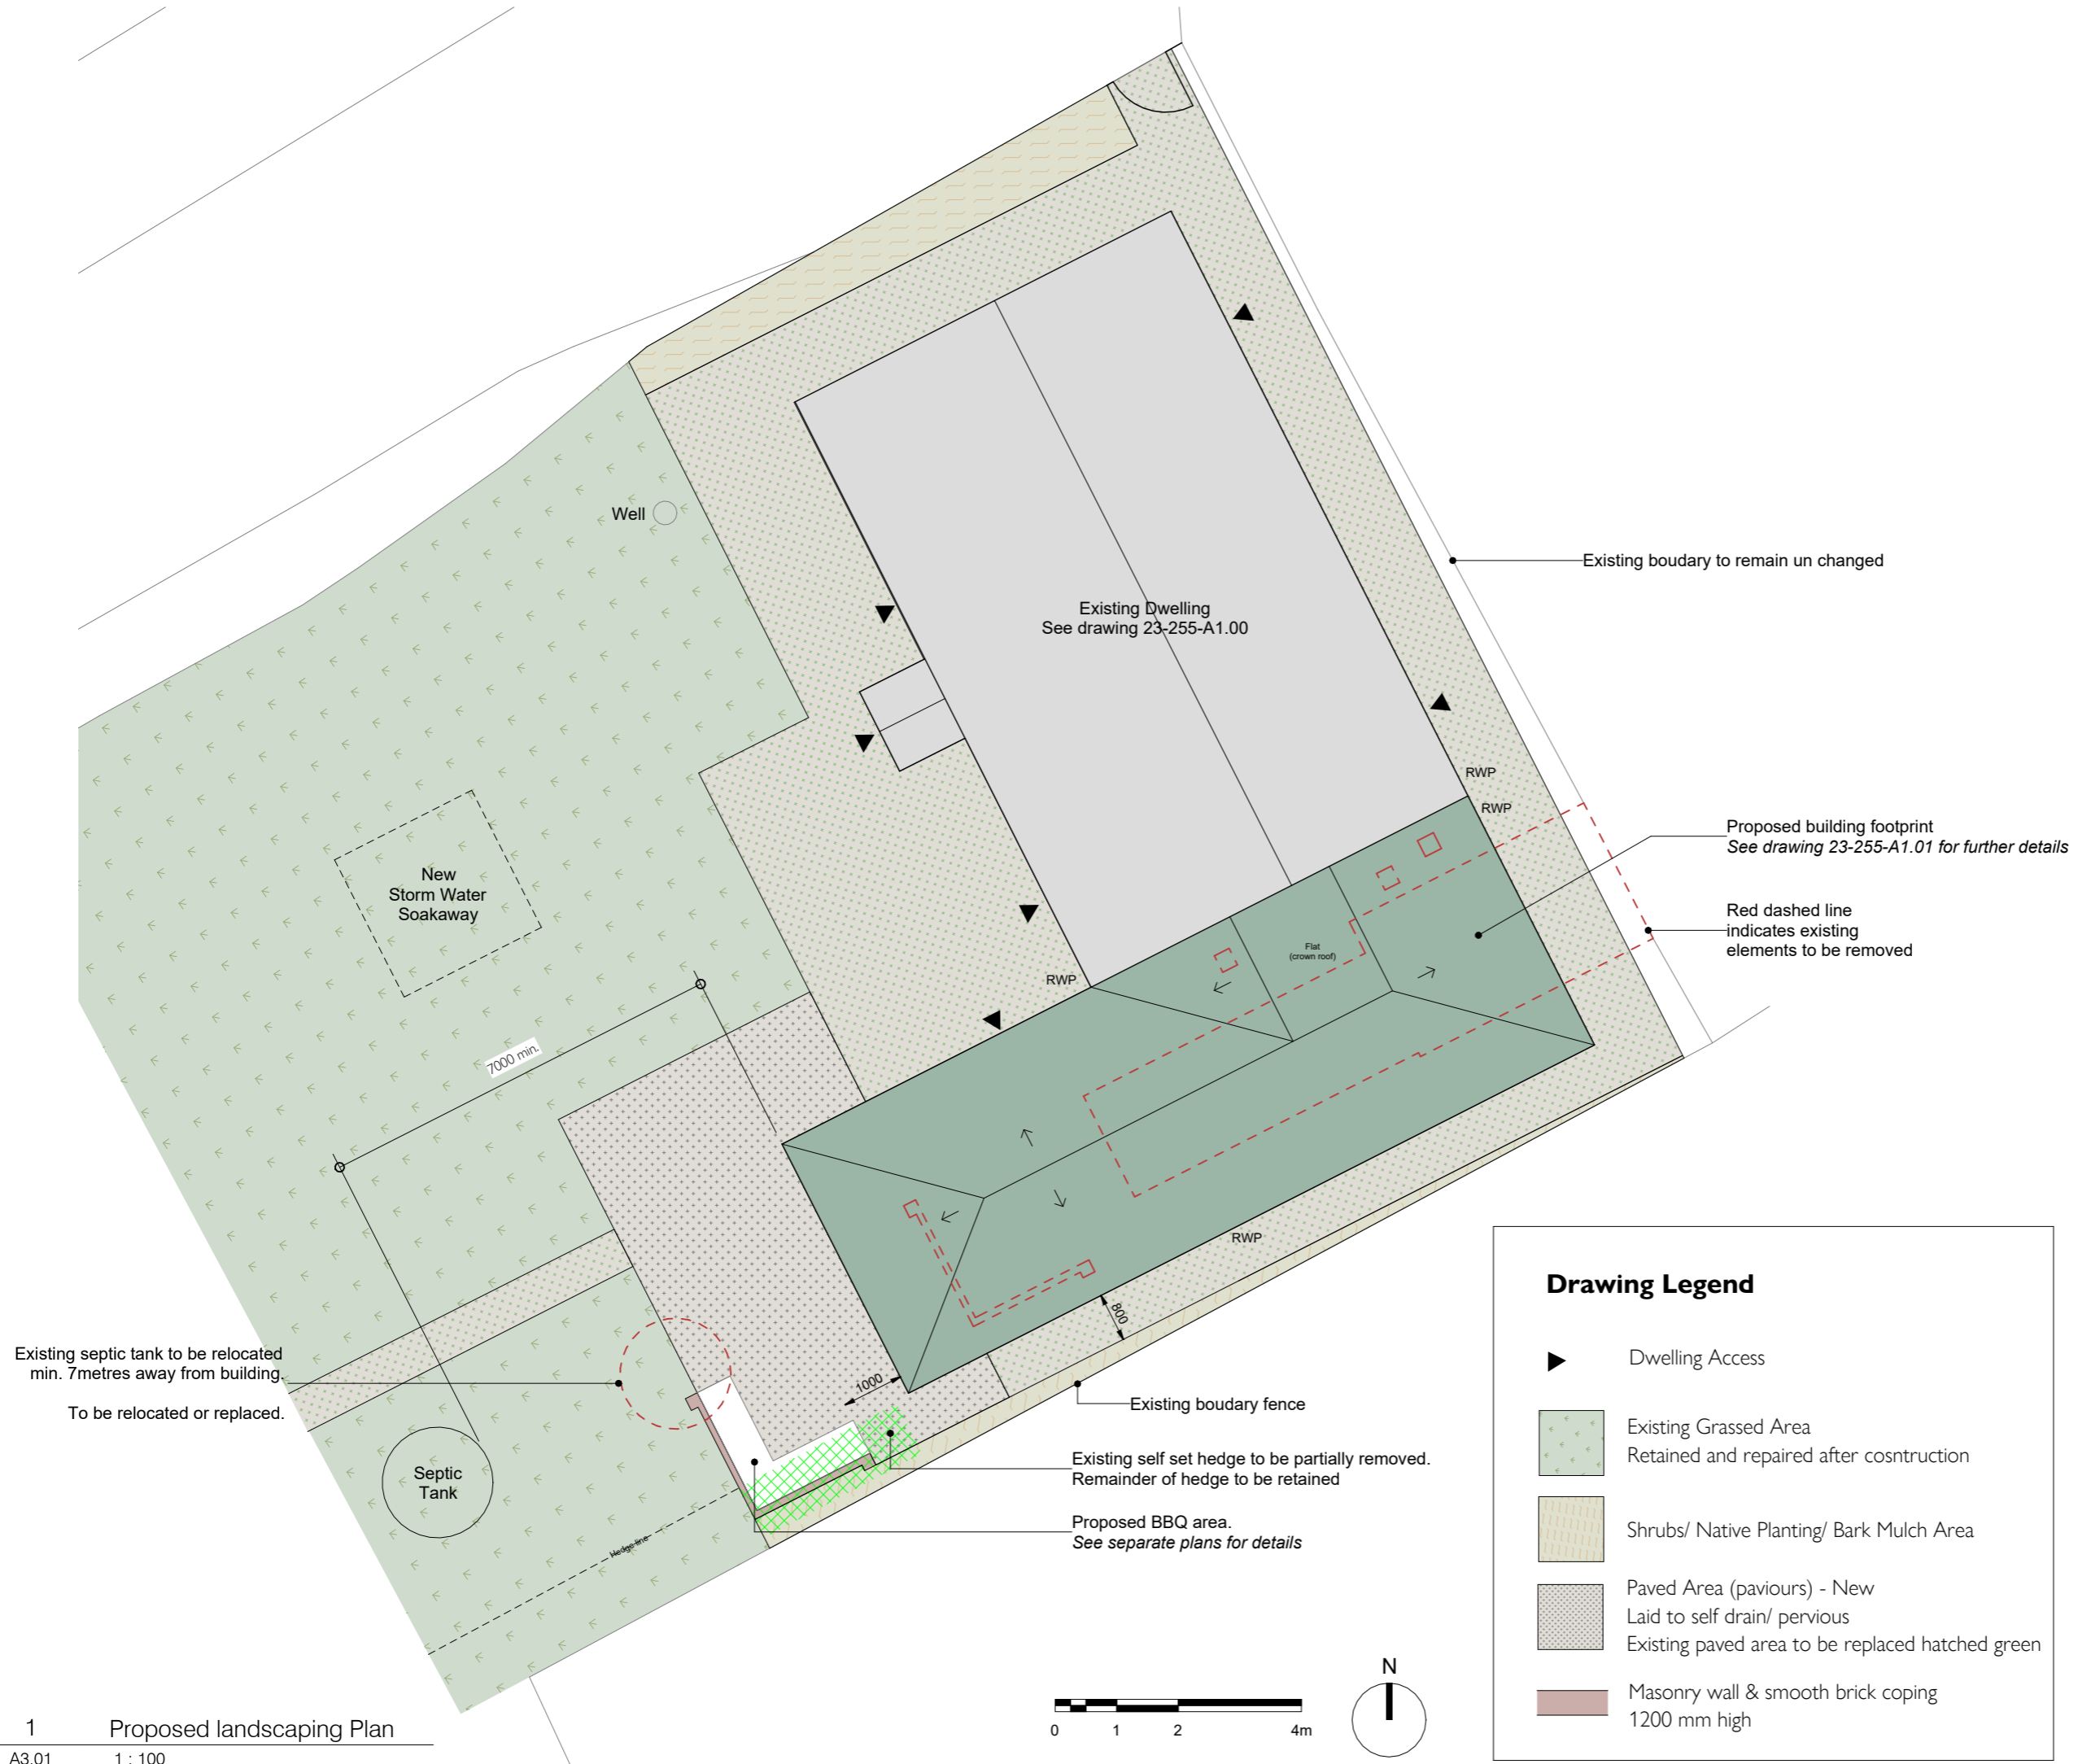 Well
Existing boudary to remain un changed
Existing Dwelling
See drawing 23-255-A1.00
RWP
RWP
Proposed building footprint
See drawing 23-255-A1.01 for further details
New
Storm Water
Soakaway
Red dashed line
indicates existing
elements to be removed
Flat
(crown roof)
RWP
7000 min.
RWP
800
Existing septic tank to be relocated
min. 7metres away from building.
To be relocated or replaced.
1000
Existing boudary fence
Septic
Tank
Existing self set hedge to be partially removed.
Remainder of hedge to be retained
Proposed BBQ area.
See separate plans for details
Hedge line
Drawing Legend
Dwelling Access
Existing Grassed Area
Retained and repaired after cosntruction
Shrubs/ Native Planting/ Bark Mulch Area
Paved Area (paviours) - New
Laid to self drain/ pervious
Existing paved area to be replaced hatched green
Masonry wall & smooth brick coping
1200 mm high
N
0 1 2 4m
1 Proposed landscaping Plan
A3.01 1 : 100